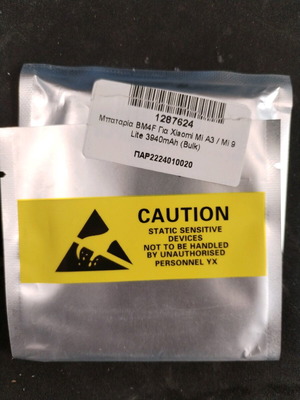 1287624
Μπαταρία BM4F Για Xiaomi Mi A3 / Mi 9
Lite 3940mAh (Bulk)
ΠΑΡ2224010020
CAUTION
STATIC SENSITIVE
DEVICES
NOT TO BE HANDLED
BY UNAUTHORISED
PERSONNEL YX